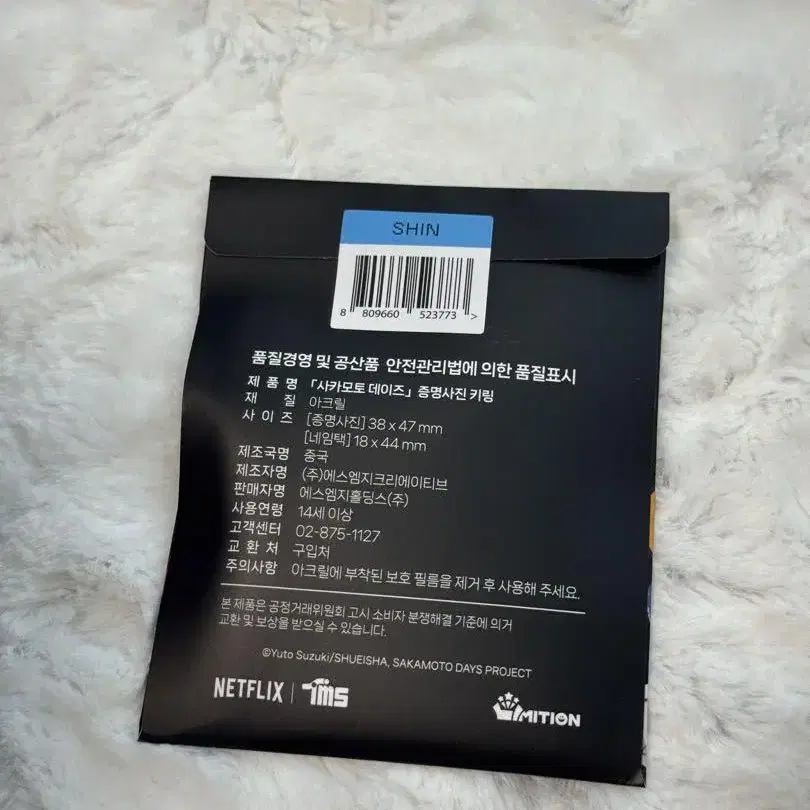 SHIN
8 809660 523773 >
품질경영 및 공산품 안전관리법에 의한 품질표시
제 품 명 「사카모토 데이즈」 증명사진 키링
재 질 아크릴
사 이 즈 [증명사진] 38 x 47 mm
[네임택] 18 x 44 mm
제조국명 중국
제조자명 (주)에스엠지크리에이티브
판매자명 에스엠지홀딩스(주)
사용연령 14세 이상
고객센터 02-875-1127
교 환 처 구입처
주의사항 아크릴에 부착된 보호 필름을 제거 후 사용해 주세요.
본 제품은 공정거래위원회 고시 소비자 분쟁해결 기준에 의거
교환 및 보상을 받으실 수 있습니다.
©Yuto Suzuki/SHUEISHA, SAKAMOTO DAYS PROJECT
NETFLIX | TMS
MITION